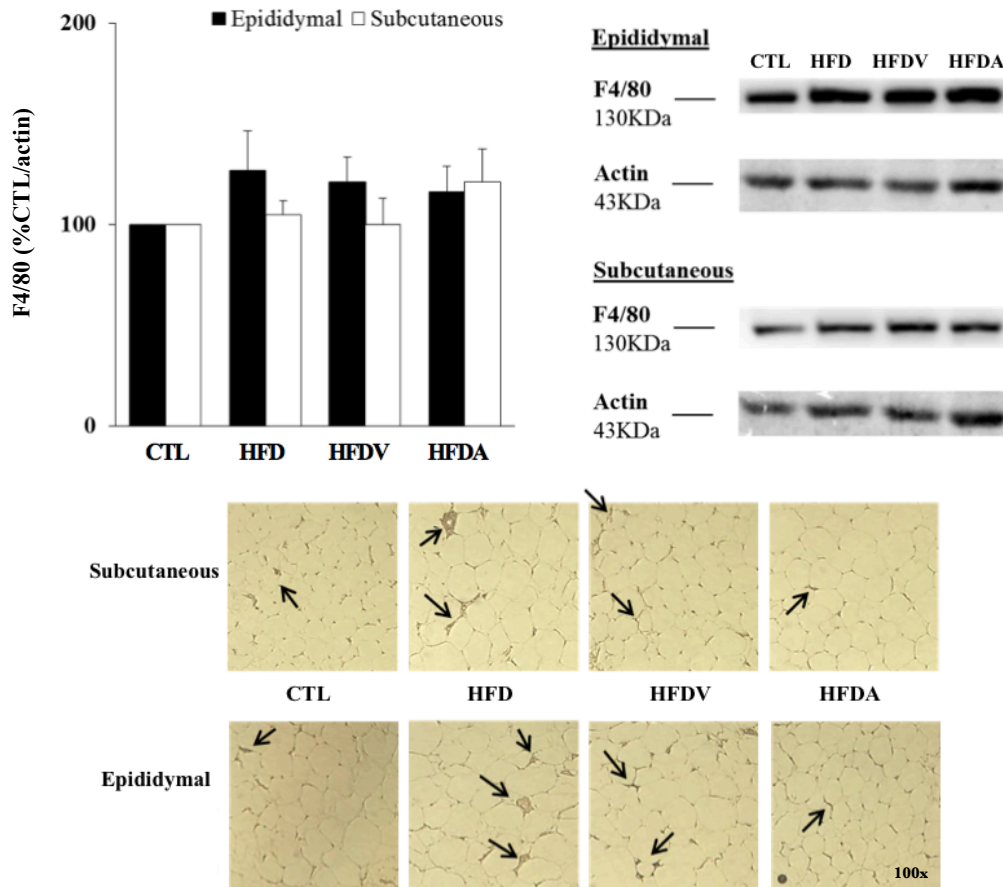 200
100
0
F4/80 (%CTL/actin)
Epididymal Subcutaneous
CTL HFD HFDV HFDA
Epididymal
CTL HFD HFDV HFDA
F4/80
130KDa
Actin
43KDa
Subcutaneous
F4/80
130KDa
Actin
43KDa
Subcutaneous
CTL HFD HFDV HFDA
Epididymal
100x